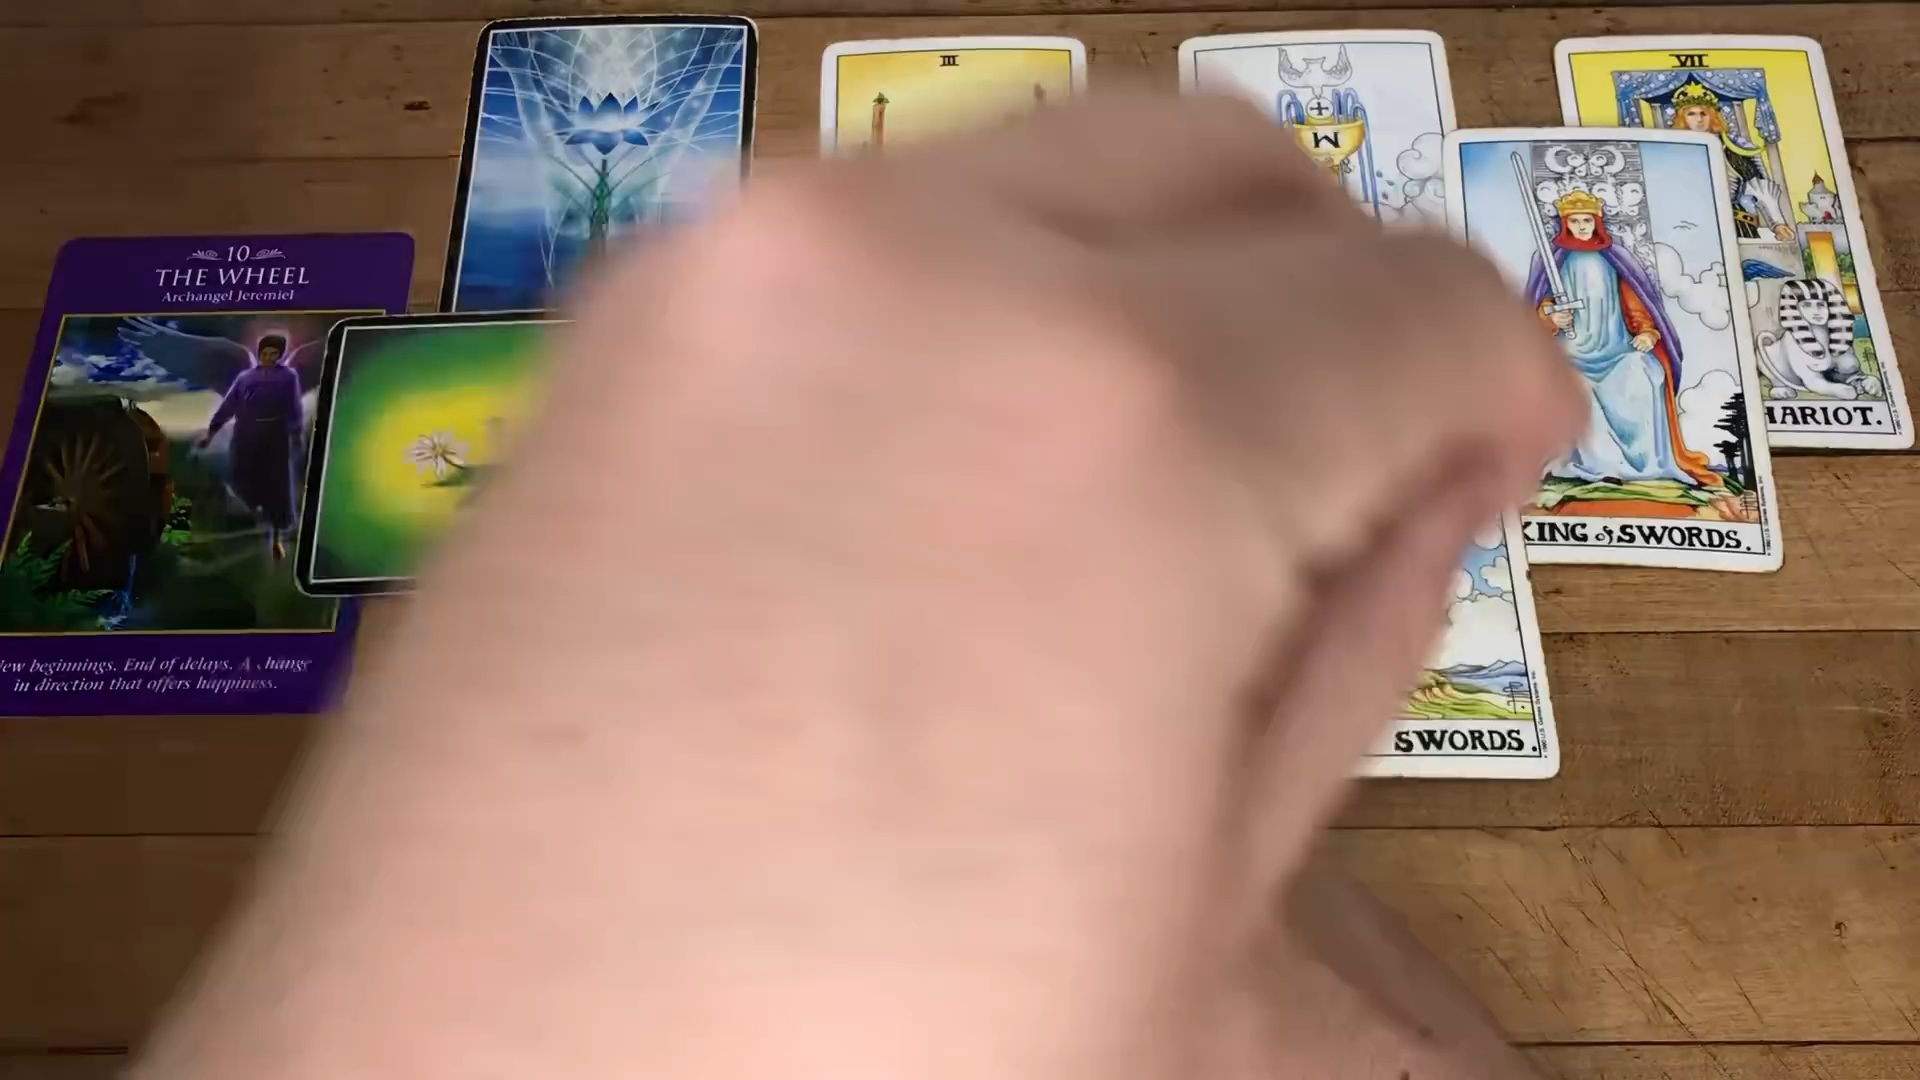 10
THE WHEEL
Archangel Jeremiel
ew beginnings. End of delays. A change
in direction that offers happiness.
III
W
VII
HARIOT.
KING of SWORDS.
SWORDS.